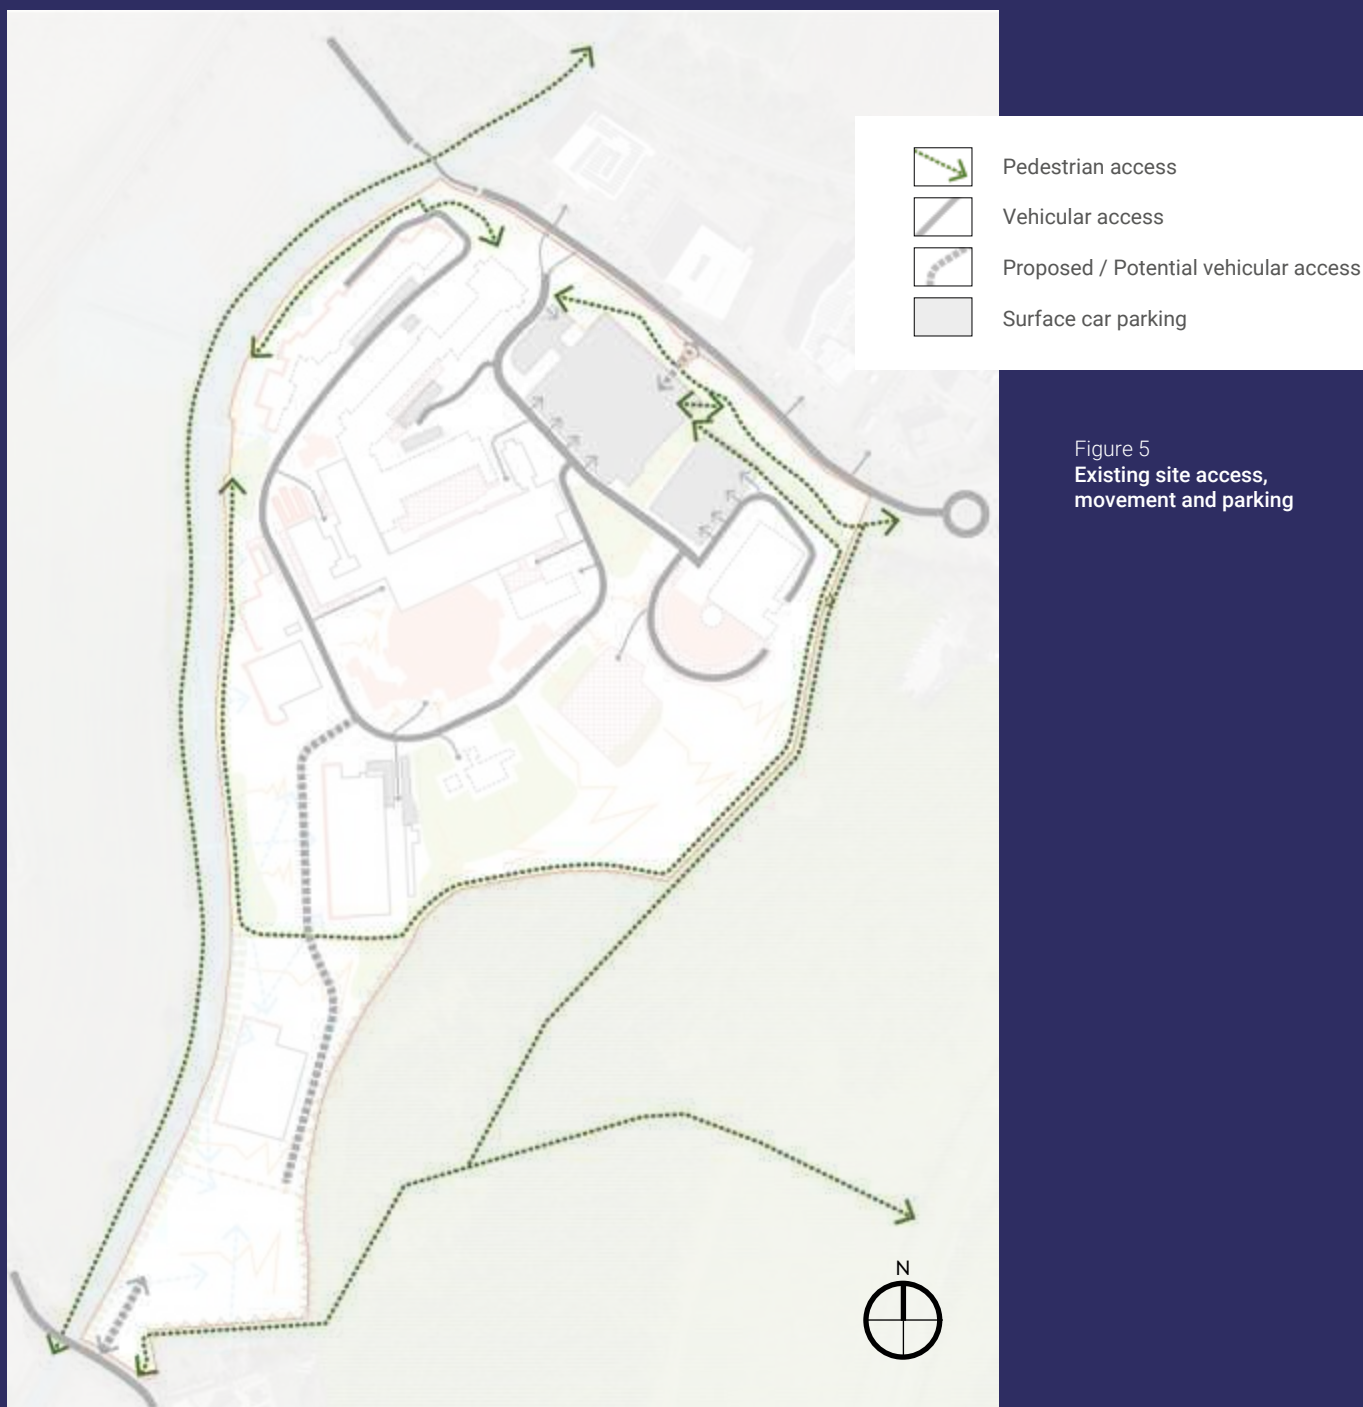 Pedestrian access
Vehicular access
Proposed / Potential vehicular access
Surface car parking
Figure 5
Existing site access,
movement and parking
N